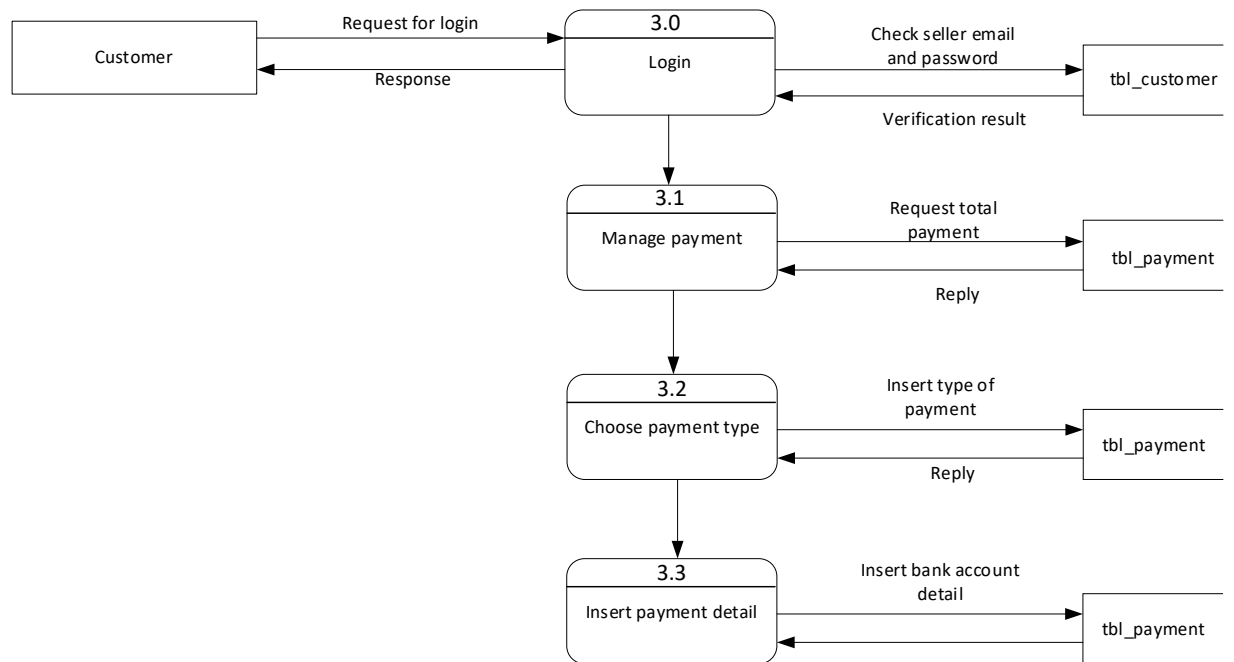 Request for login
3.0
Customer
Login
Check seller email
and password
tbl_customer
Response
Verification result
3.1
Manage payment
Request total
payment
tbl_payment
Reply
3.2
Choose payment type
Insert type of
payment
tbl_payment
Reply
3.3
Insert payment detail
Insert bank account
detail
tbl_payment